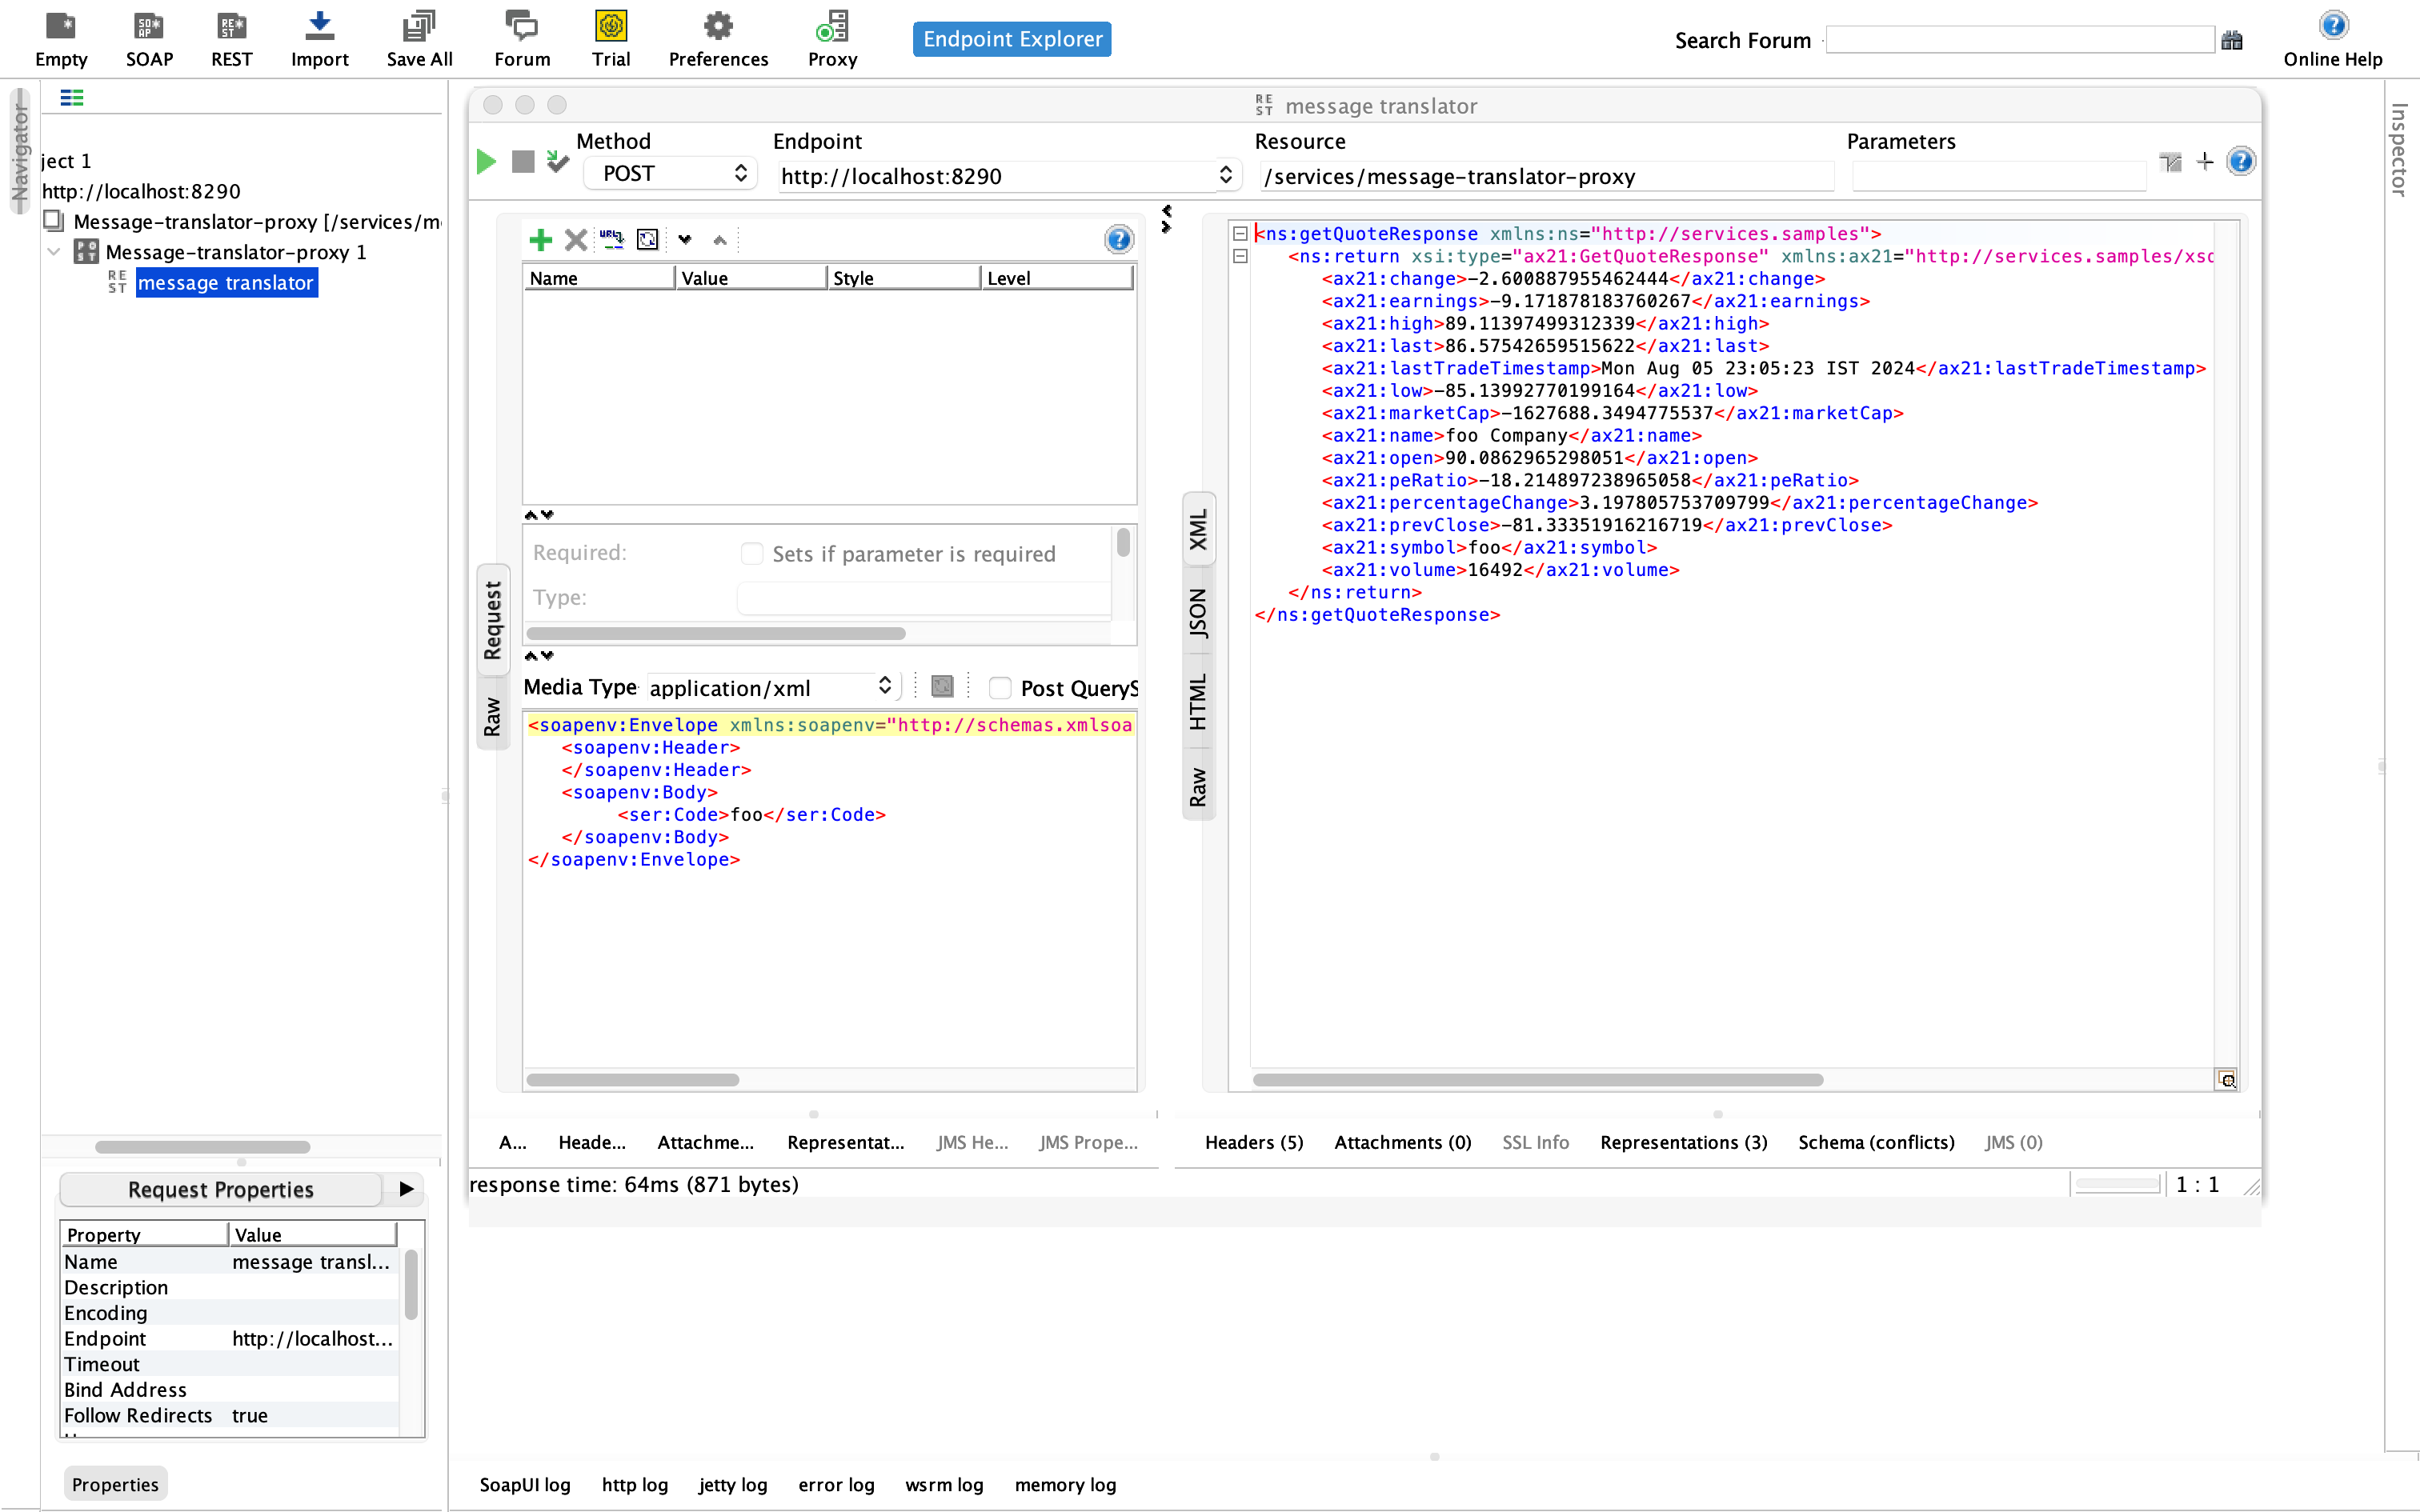 Empty SOAP REST Import Save All Forum Trial Preferences Proxy Endpoint Explorer Search Forum Online Help
Navigator
ject 1
http://localhost:8290
Message-translator-proxy [/services/m
Message-translator-proxy 1
REST message translator
REST message translator
Method Endpoint Resource Parameters
POST http://localhost:8290 /services/message-translator-proxy
Name Value Style Level
Required: Sets if parameter is required
Type:
Request
Raw
Media Type application/xml Post QueryS
<soapenv:Envelope xmlns:soapenv="http://schemas.xmlsoa
<soapenv:Header>
</soapenv:Header>
<soapenv:Body>
<ser:Code>foo</ser:Code>
</soapenv:Body>
</soapenv:Envelope>
A... Heade... Attachme... Representat... JMS He... JMS Prope...
XML
JSON
HTML
Raw
<ns:getQuoteResponse xmlns:ns="http://services.samples">
<ns:return xsi:type="ax21:GetQuoteResponse" xmlns:ax21="http://services.samples/xsd
<ax21:change>-2.600887955462444</ax21:change>
<ax21:earnings>-9.171878183760267</ax21:earnings>
<ax21:high>89.11397499312339</ax21:high>
<ax21:last>86.57542659515622</ax21:last>
<ax21:lastTradeTimestamp>Mon Aug 05 23:05:23 IST 2024</ax21:lastTradeTimestamp>
<ax21:low>-85.13992770199164</ax21:low>
<ax21:marketCap>-1627688.3494775537</ax21:marketCap>
<ax21:name>foo Company</ax21:name>
<ax21:open>90.0862965298051</ax21:open>
<ax21:peRatio>-18.214897238965058</ax21:peRatio>
<ax21:percentageChange>3.197805753709799</ax21:percentageChange>
<ax21:prevClose>-81.33351916216719</ax21:prevClose>
<ax21:symbol>foo</ax21:symbol>
<ax21:volume>16492</ax21:volume>
</ns:return>
</ns:getQuoteResponse>
Headers (5) Attachments (0) SSL Info Representations (3) Schema (conflicts) JMS (0)
response time: 64ms (871 bytes) 1 : 1
Inspector
Request Properties
Property Value
Name message transl...
Description
Encoding
Endpoint http://localhost...
Timeout
Bind Address
Follow Redirects true
Properties
SoapUI log http log jetty log error log wsrm log memory log